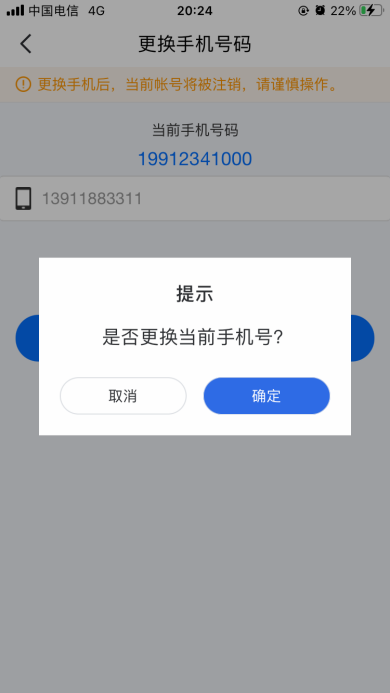 中国电信 4G 20:24 22%
更换手机号码
更换手机后，当前帐号将被注销，请谨慎操作。
当前手机号码
19912341000
13911883311
提示
是否更换当前手机号?
取消 确定